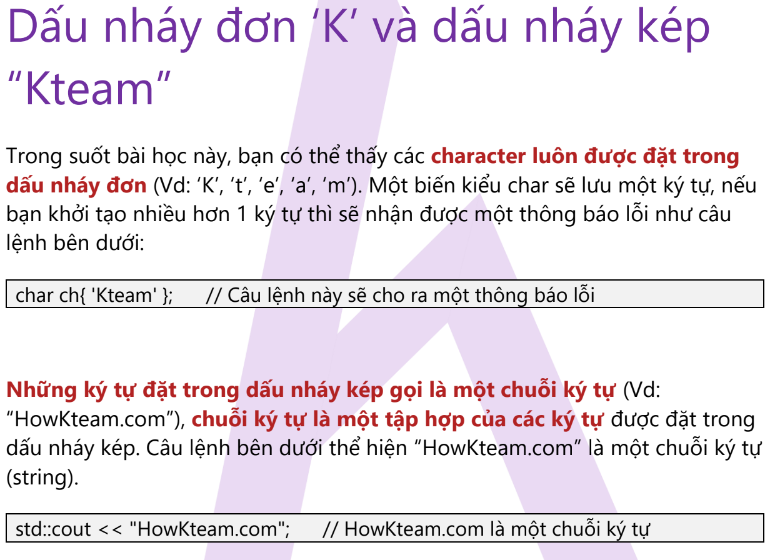 Dấu nháy đơn ‘K’ và dấu nháy kép
“Kteam”
Trong suốt bài học này, bạn có thể thấy các character luôn được đặt trong
dấu nháy đơn (Vd: ‘K’, ‘t’, ‘e’, ‘a’, ‘m’). Một biến kiểu char sẽ lưu một ký tự, nếu
bạn khởi tạo nhiều hơn 1 ký tự thì sẽ nhận được một thông báo lỗi như câu
lệnh bên dưới:
char ch{ 'Kteam' }; // Câu lệnh này sẽ cho ra một thông báo lỗi
Những ký tự đặt trong dấu nháy kép gọi là một chuỗi ký tự (Vd:
“HowKteam.com”), chuỗi ký tự là một tập hợp của các ký tự được đặt trong
dấu nháy kép. Câu lệnh bên dưới thể hiện “HowKteam.com” là một chuỗi ký tự
(string).
std::cout << "HowKteam.com"; // HowKteam.com là một chuỗi ký tự